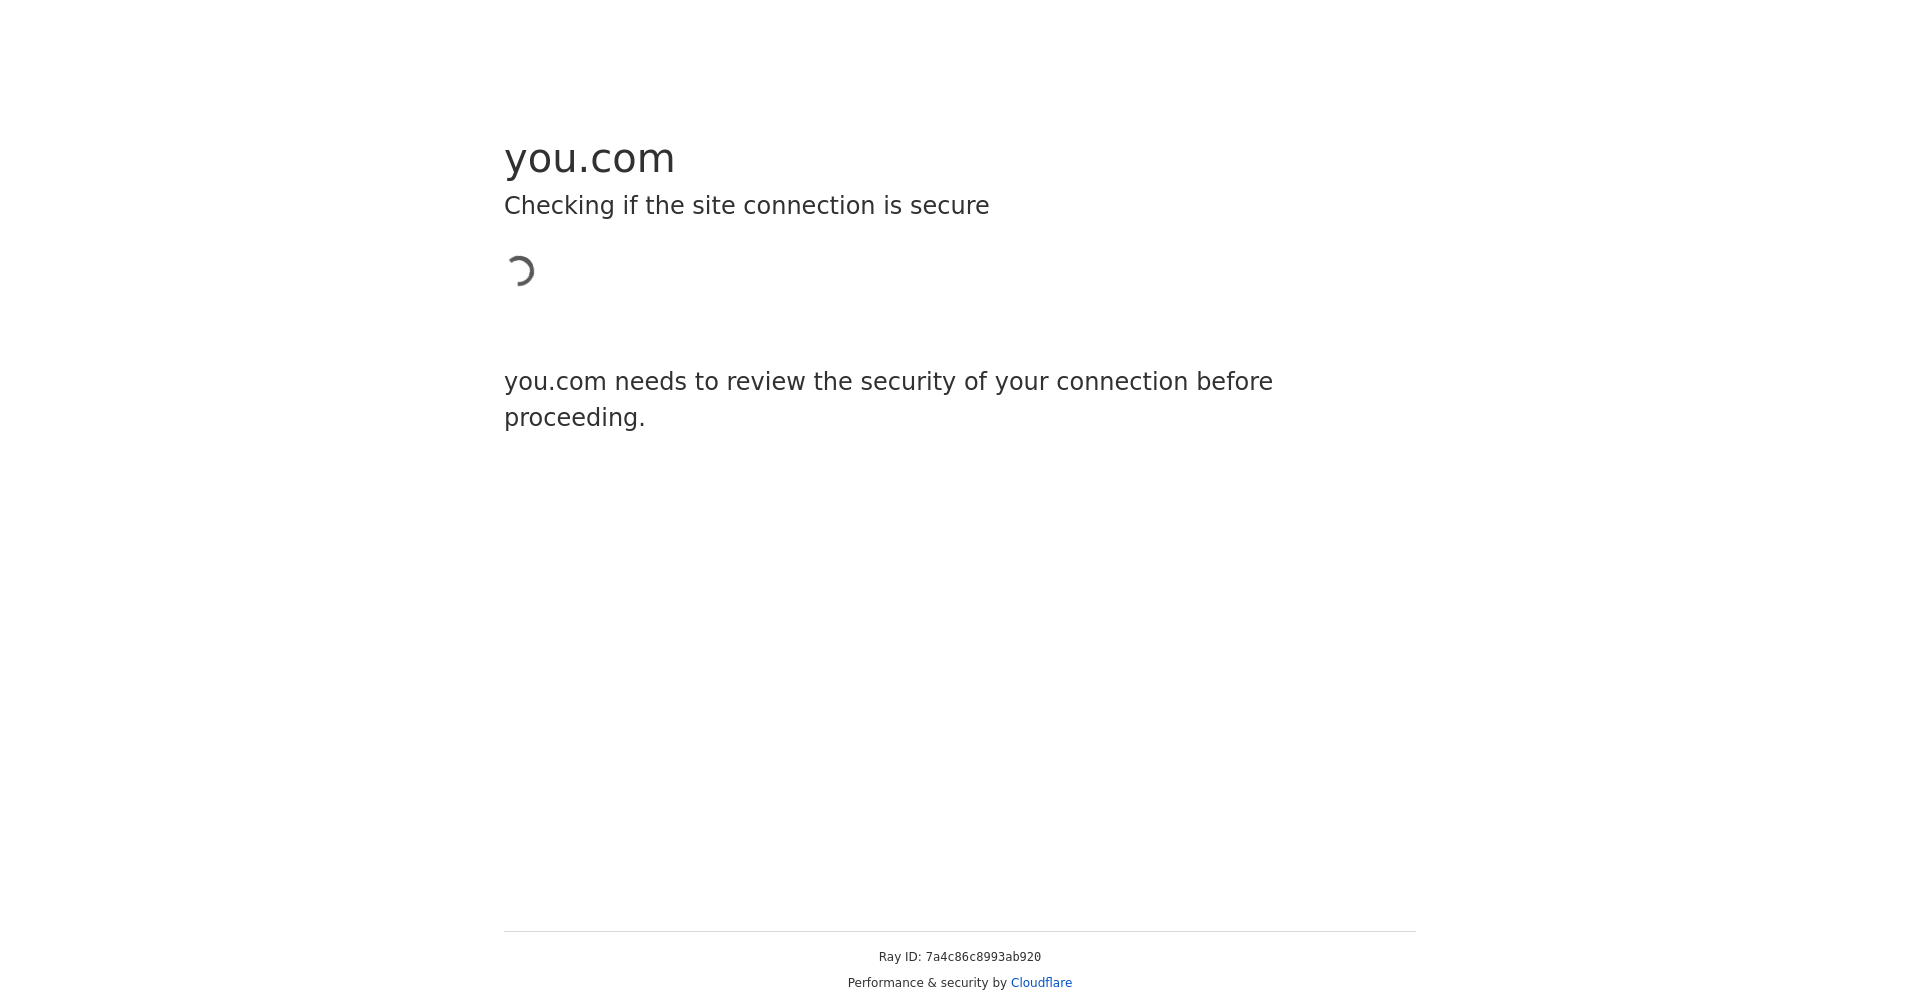 you.com
Checking if the site connection is secure
you.com needs to review the security of your connection before
proceeding.
Ray ID: 7a4c86c8993ab920
Performance & security by Cloudflare